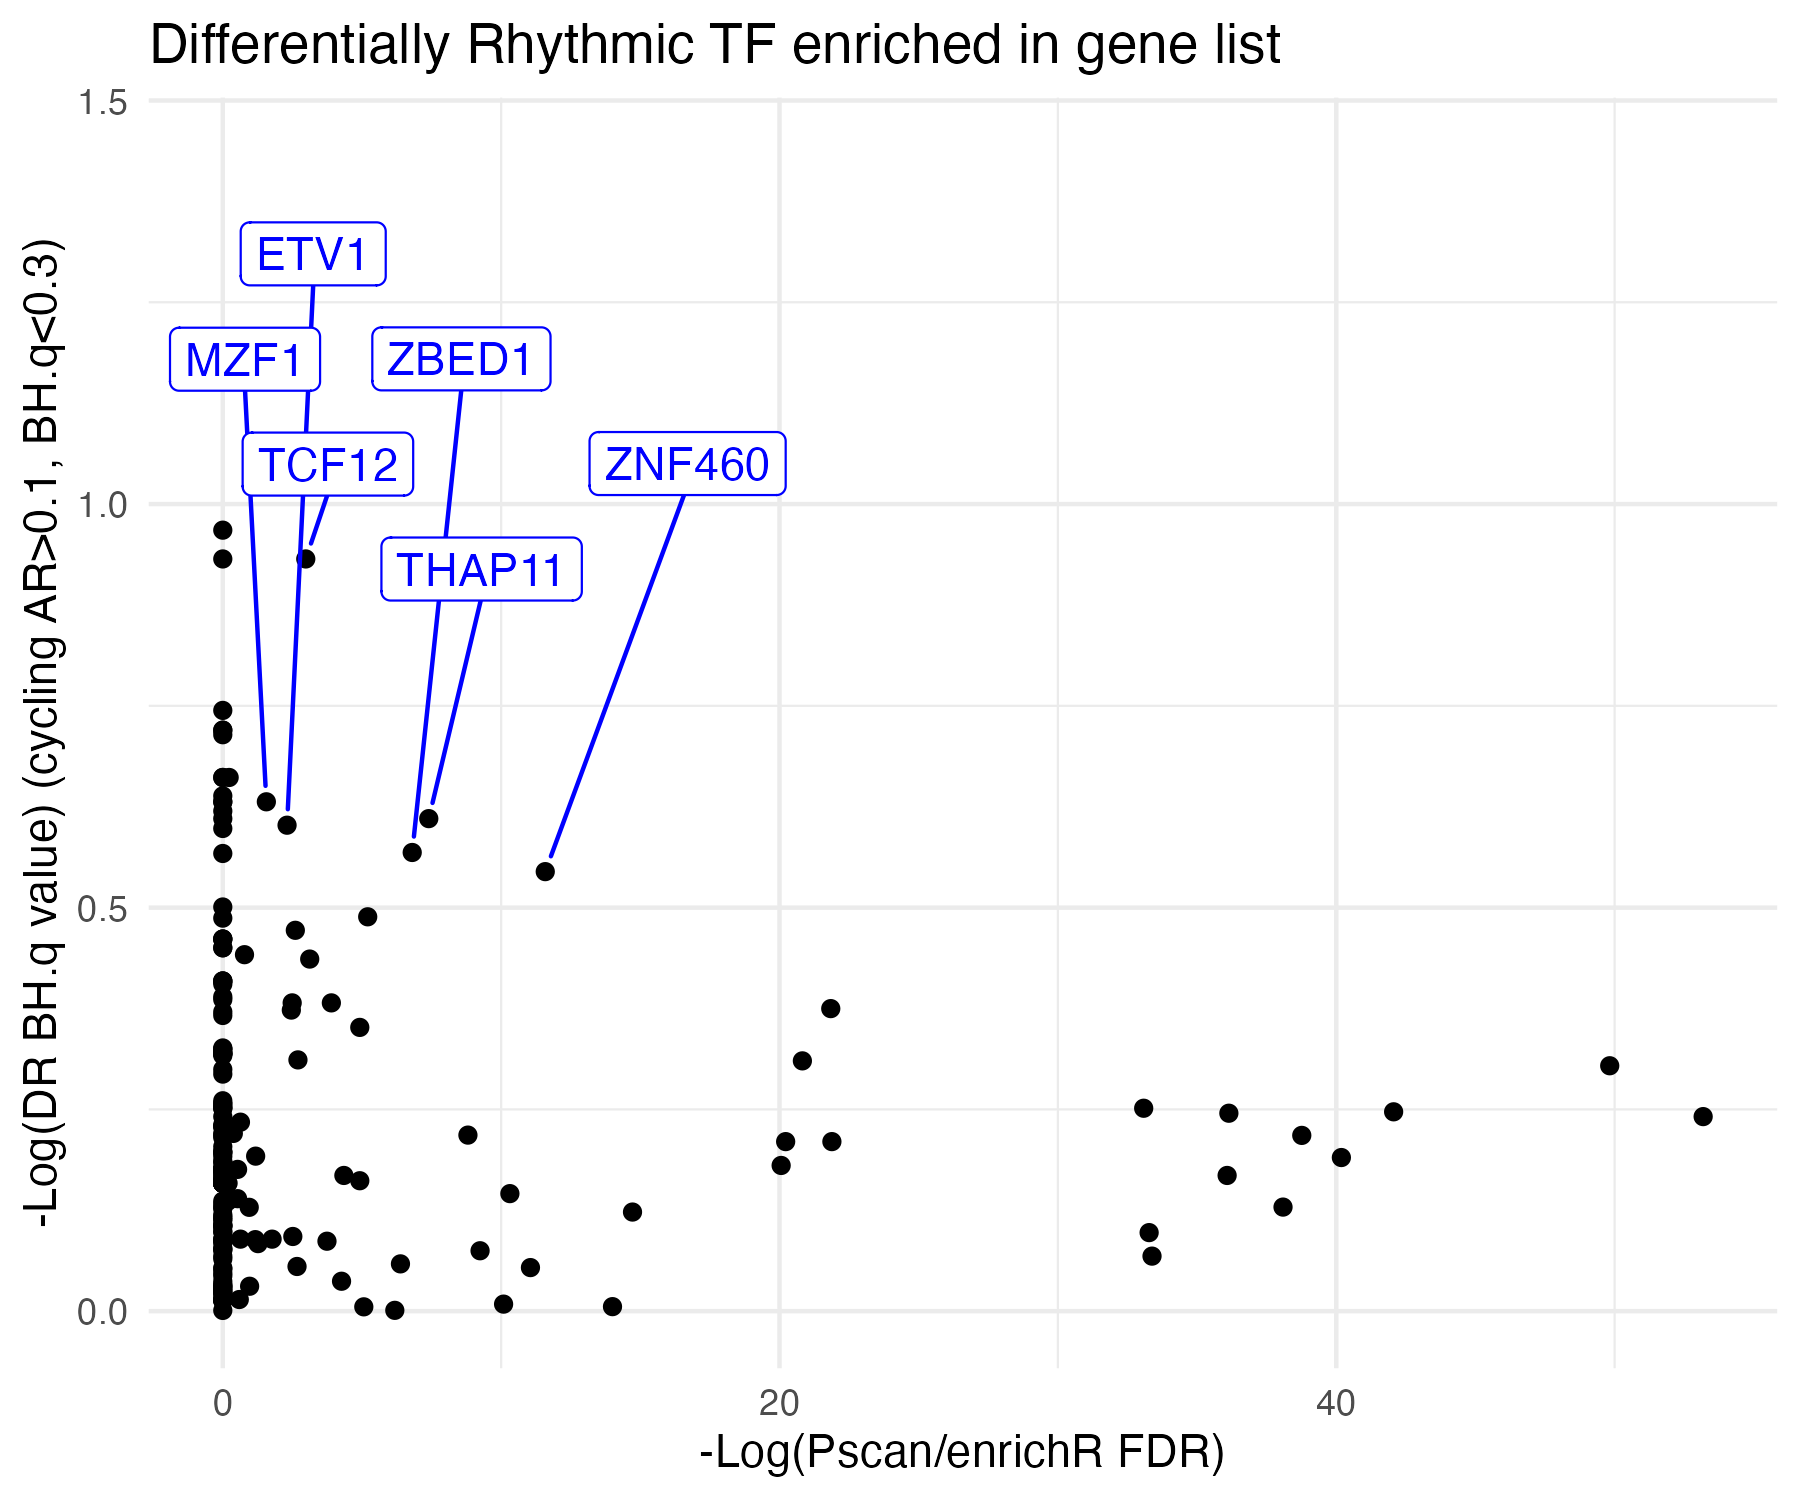 Differentially Rhythmic TF enriched in gene list
-Log(DR BH.q value) (cycling AR>0.1, BH.q<0.3)
1.5
1.0
0.5
0.0
ETV1
MZF1
ZBED1
TCF12
ZNF460
THAP11
0
20
40
-Log(Pscan/enrichR FDR)